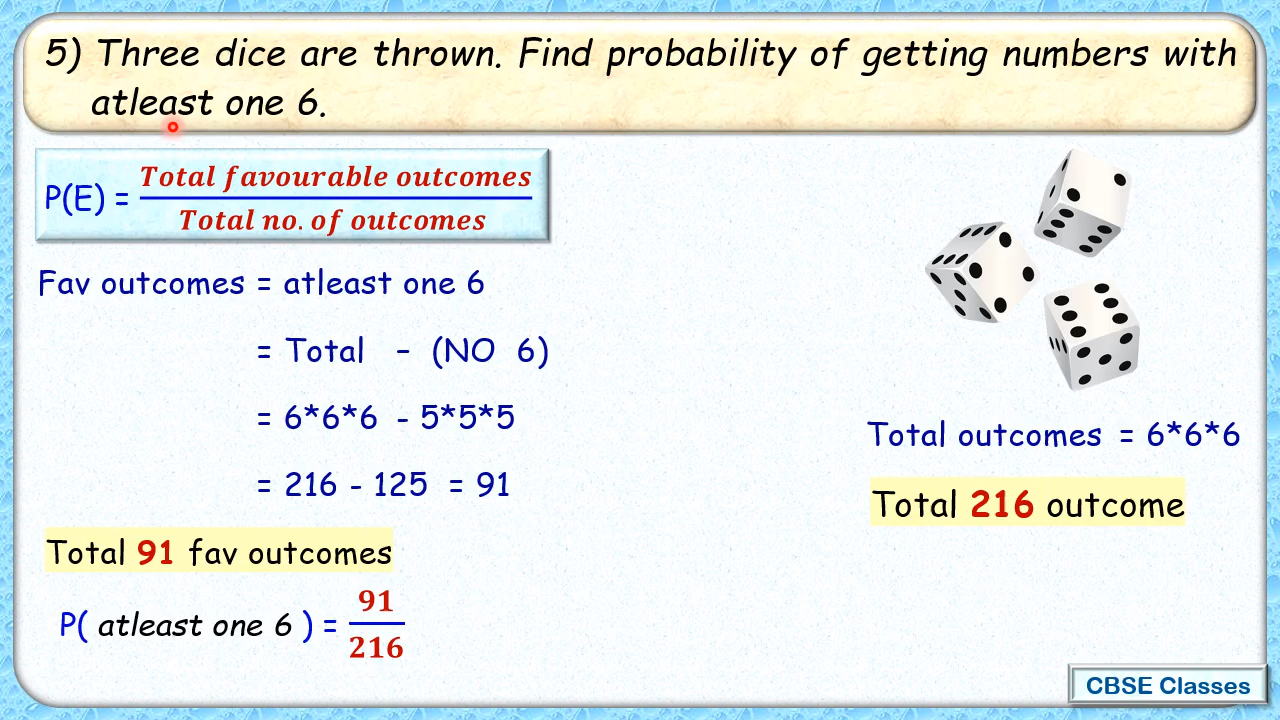 5) Three dice are thrown. Find probability of getting numbers with
atleast one 6.
P(E) = Total favourable outcomes / Total no. of outcomes
Fav outcomes = atleast one 6
= Total – (NO 6)
= 6*6*6 - 5*5*5
= 216 - 125 = 91
Total 91 fav outcomes
P( atleast one 6 ) = 91 / 216
Total outcomes = 6*6*6
Total 216 outcome
CBSE Classes